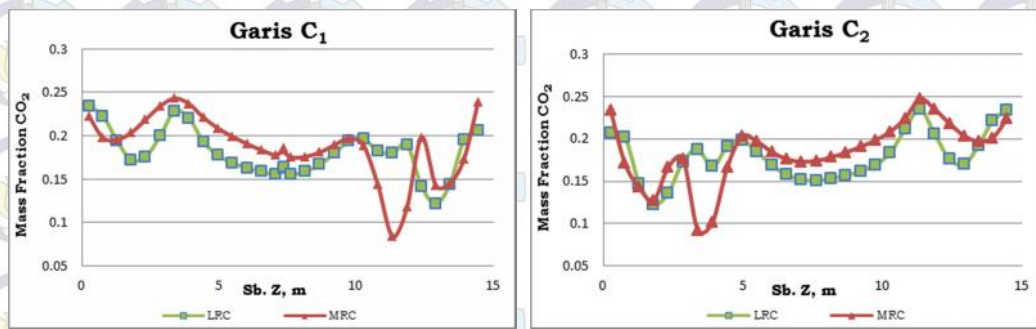 Garis C₁
Mass Fraction CO₂
0.3
0.25
0.2
0.15
0.1
0.05
0
5
10
15
Sb. Z, m
LRC
MRC
Garis C₂
Mass Fraction CO₂
0.3
0.25
0.2
0.15
0.1
0.05
0
5
10
15
Sb. Z, m
LRC
MRC